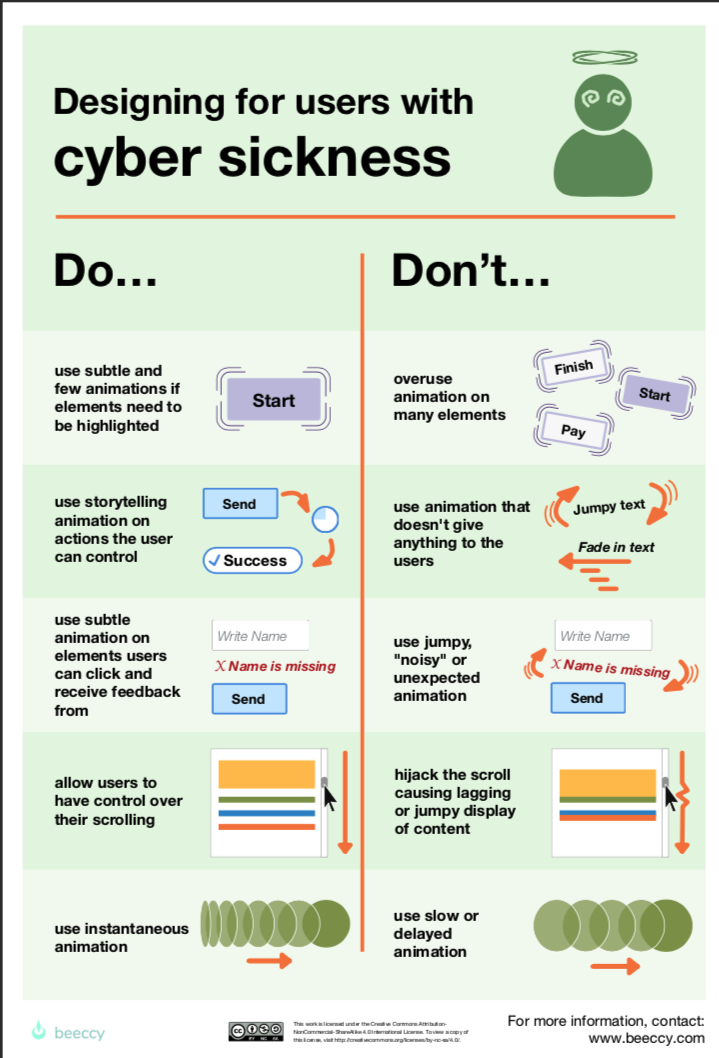 Designing for users with
cyber sickness
Do...
Don't...
use subtle and
few animations if
elements need to
be highlighted
Start
overuse
animation on
many elements
Finish
Start
Pay
use storytelling
animation on
actions the user
can control
Send
Success
use animation that
doesn't give
anything to the
users
Jumpy text
Fade in text
use subtle
animation on
elements users
can click and
receive feedback
from
Write Name
X Name is missing
Send
use jumpy,
"noisy" or
unexpected
animation
Write Name
X Name is missing
Send
allow users to
have control over
their scrolling
hijack the scroll
causing lagging
or jumpy display
of content
use instantaneous
animation
use slow or
delayed
animation
beeccy
cc
BY NC SA
This work is licensed under the Creative Commons Attribution-
NonCommercial-ShareAlike 4.0 International License. To view a copy of
this license, visit http://creativecommons.org/licenses/by-nc-sa/4.0/.
For more information, contact:
www.beeccy.com